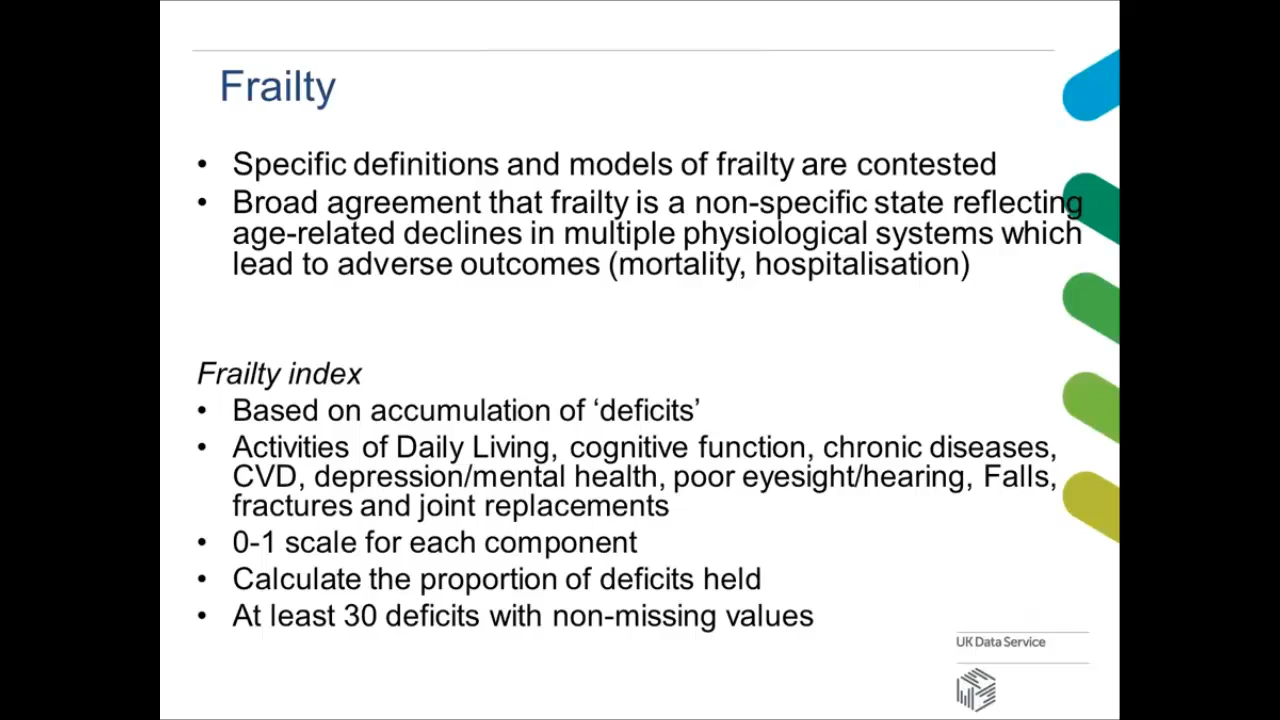 Frailty
• Specific definitions and models of frailty are contested
• Broad agreement that frailty is a non-specific state reflecting
age-related declines in multiple physiological systems which
lead to adverse outcomes (mortality, hospitalisation)
Frailty index
• Based on accumulation of ‘deficits’
• Activities of Daily Living, cognitive function, chronic diseases,
CVD, depression/mental health, poor eyesight/hearing, Falls,
fractures and joint replacements
• 0-1 scale for each component
• Calculate the proportion of deficits held
• At least 30 deficits with non-missing values
UK Data Service